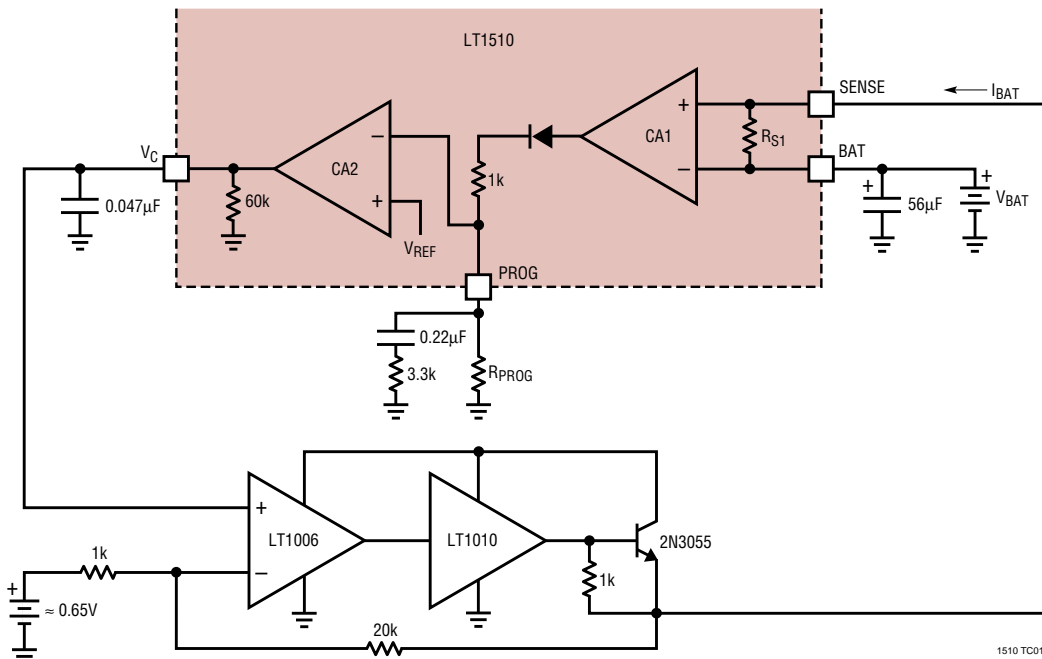 LT1510
SENSE
I_BAT
+
CA1
−
R_S1
BAT
+
56µF
+
V_BAT
V_C
0.047µF
60k
CA2
−
+
V_REF
1k
PROG
0.22µF
3.3k
R_PROG
+
LT1006
−
LT1010
2N3055
1k
1k
+
≈ 0.65V
20k
1510 TC01